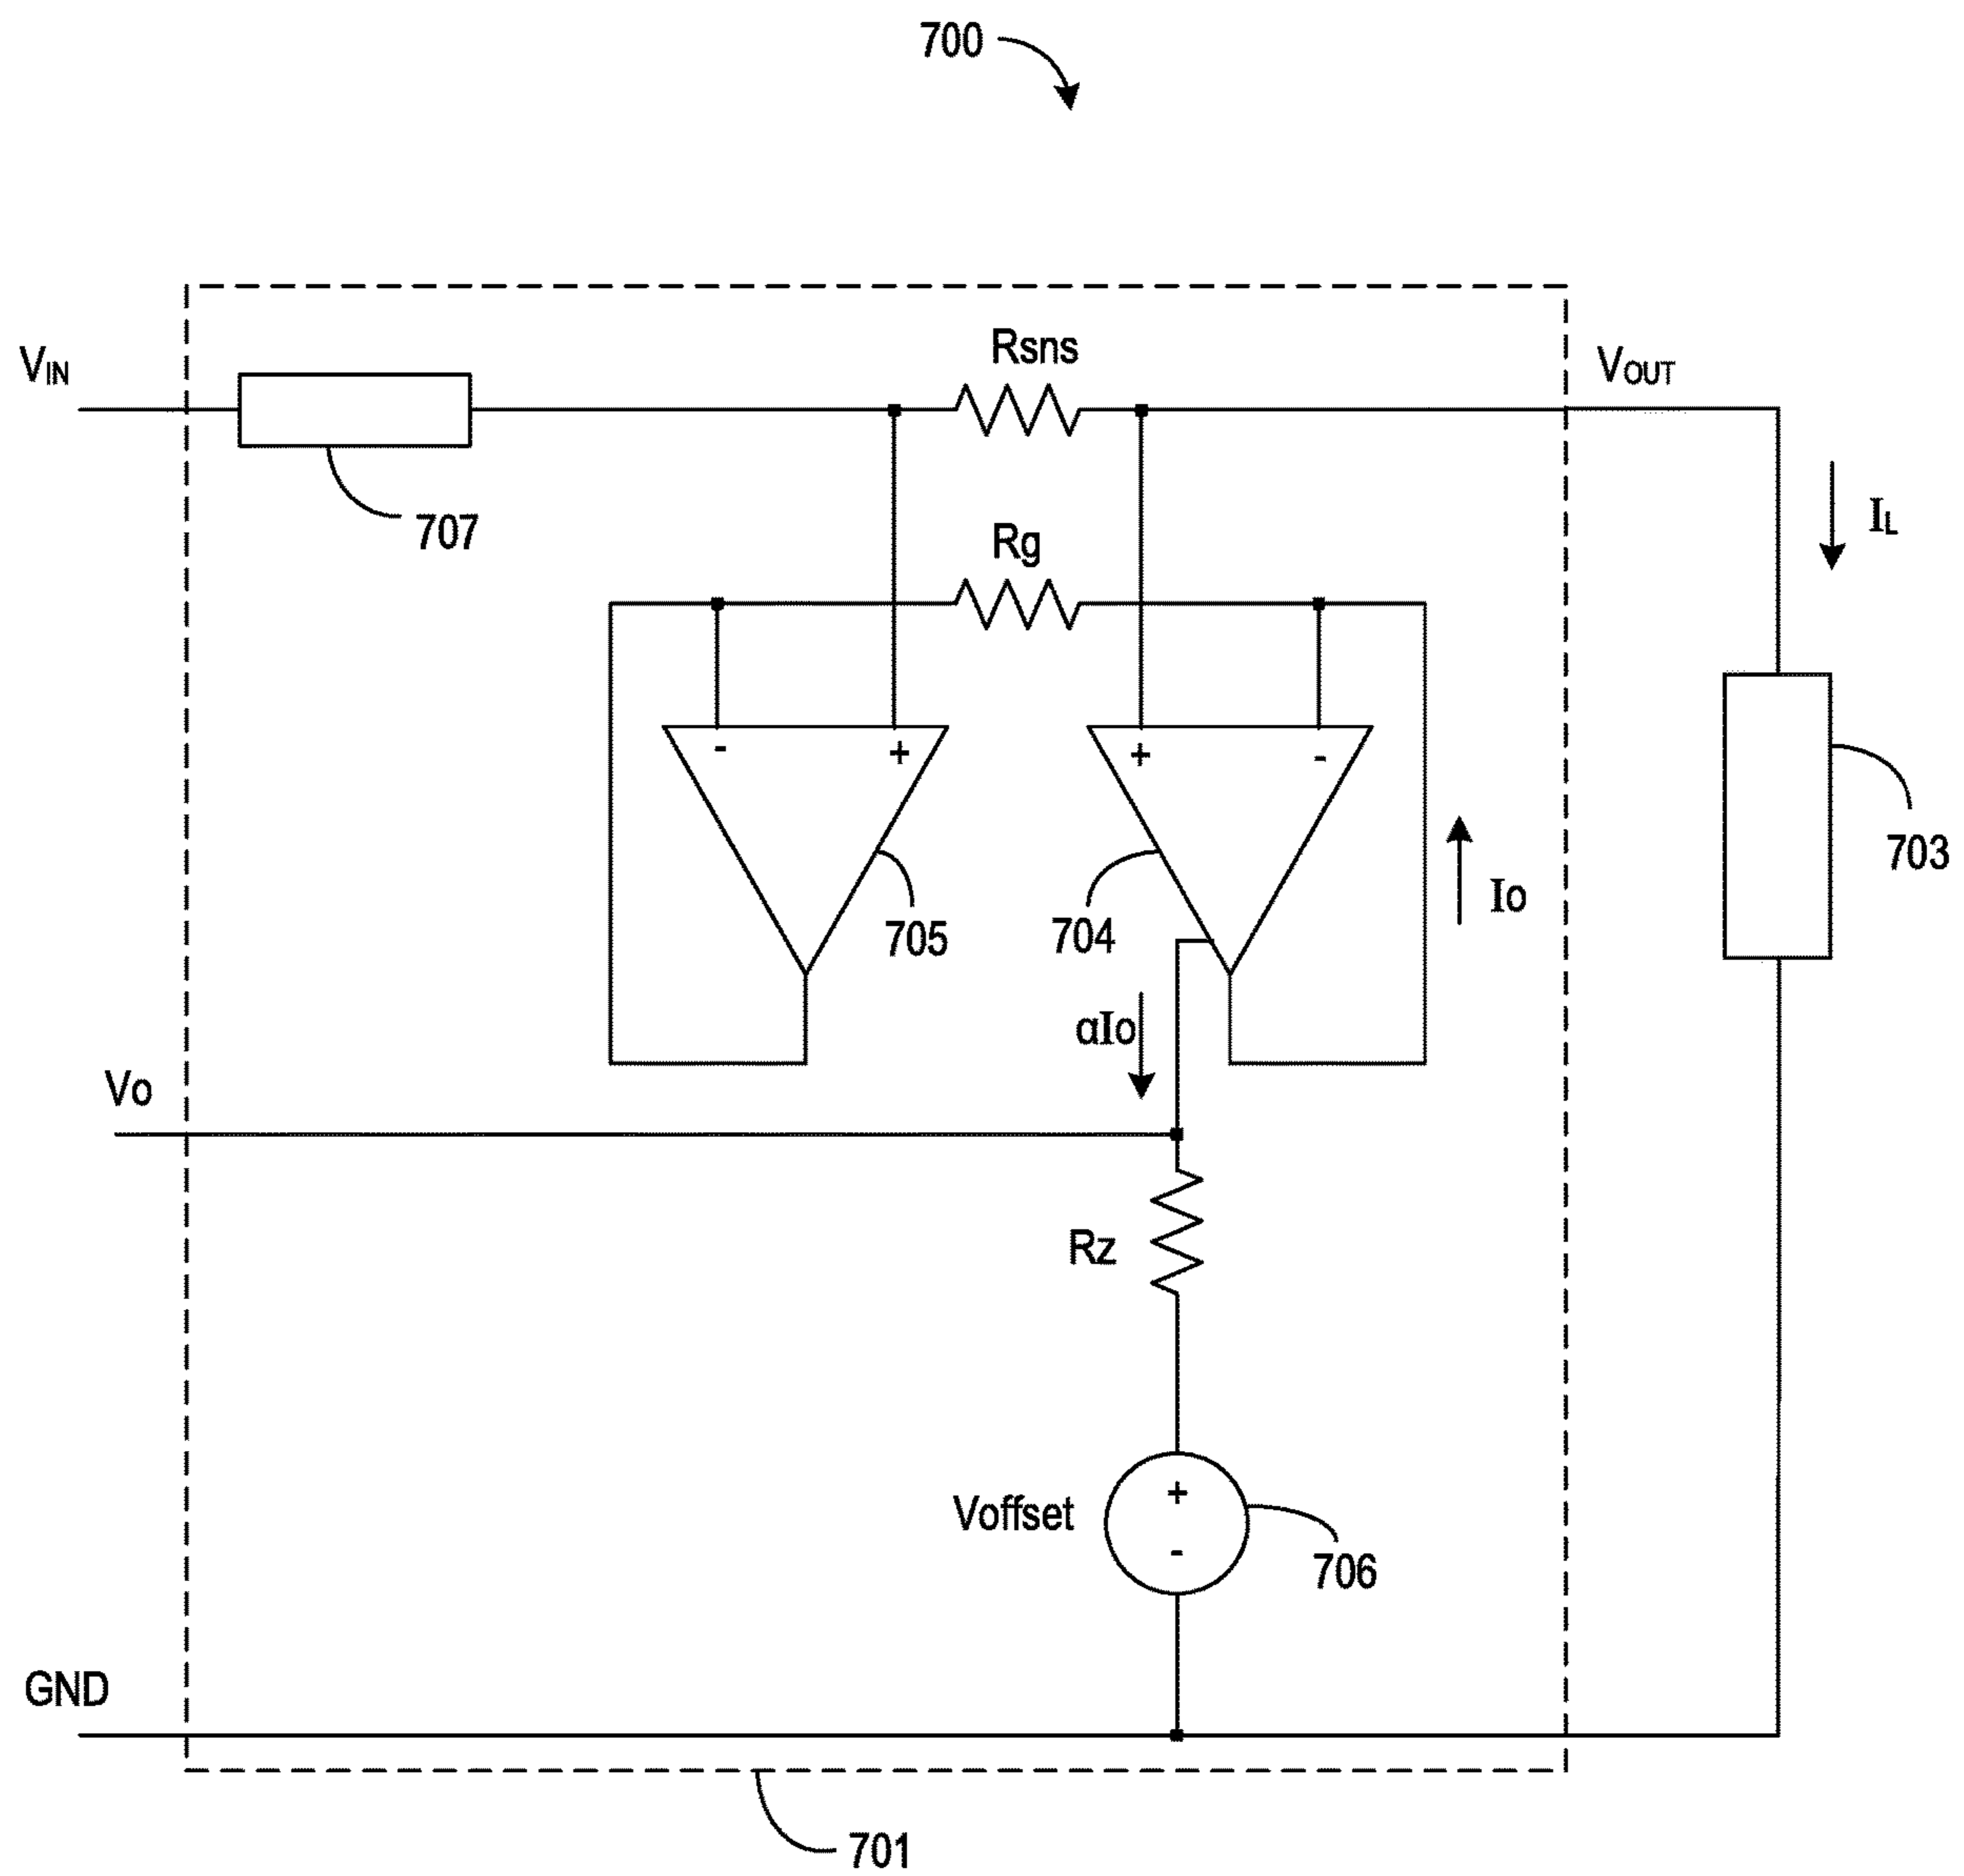 700
Rsns
VIN
VOUT
707
Rg
IL
-
+
+
-
703
705
704
Io
αIo
Vo
Rz
+
Voffset
-
706
GND
701